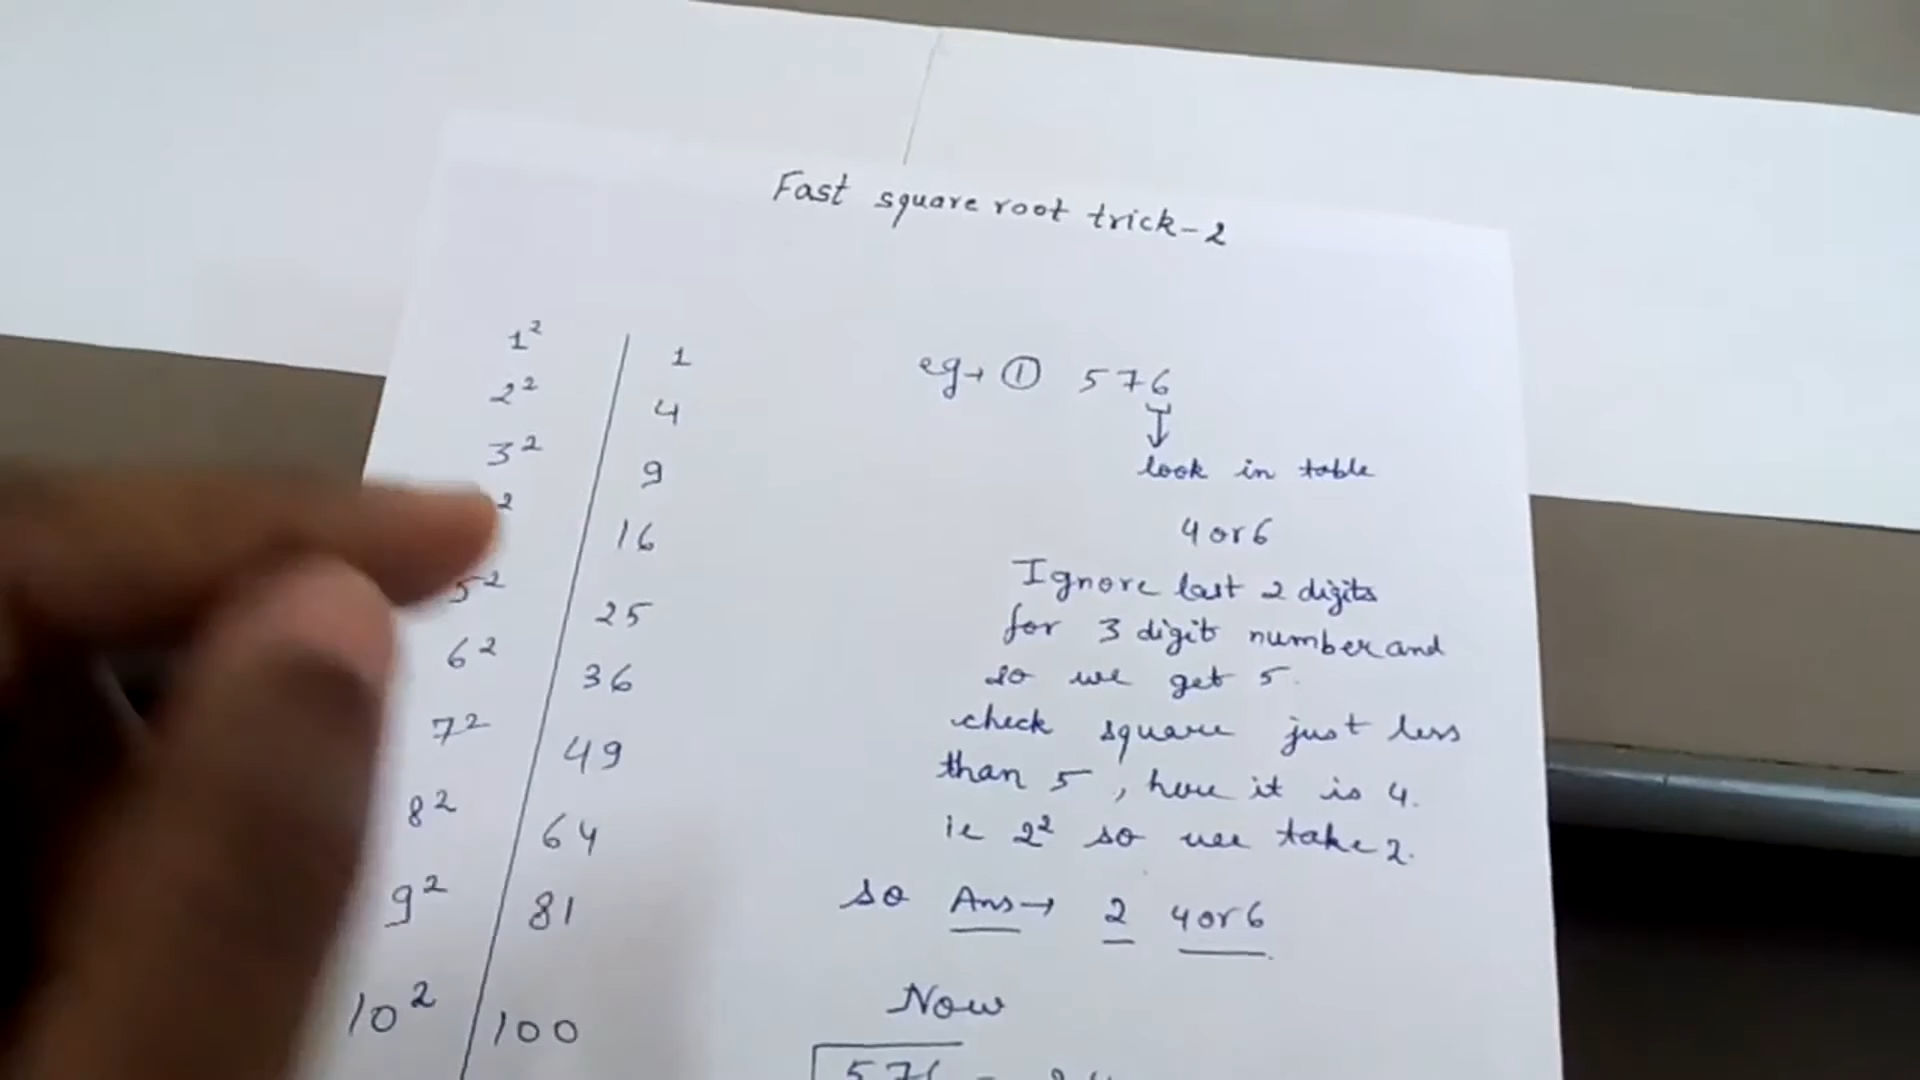 Fast square root trick-2
1² 1
2² 4
3² 9
² 16
5² 25
6² 36
7² 49
8² 64
9² 81
10² 100
eg→ ① 576
look in table
4 or 6
Ignore last 2 digits
for 3 digit number and
so we get 5.
check square just less
than 5, here it is 4.
ie 2² so we take 2.
so Ans→ 2 4 or 6
Now